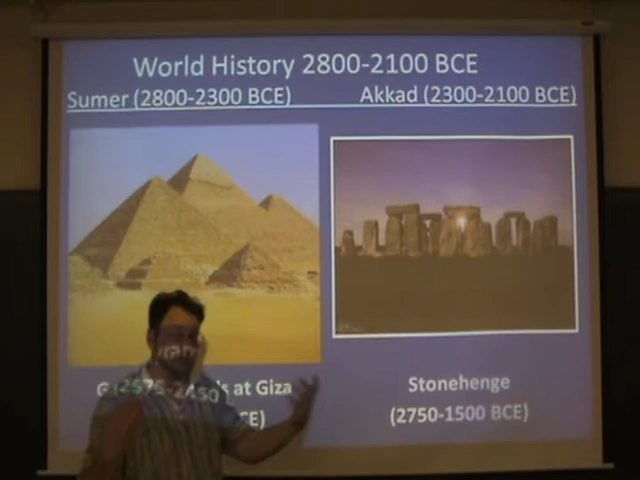 World History 2800-2100 BCE
Sumer (2800-2300 BCE) Akkad (2300-2100 BCE)
at Giza
Stonehenge
(2750-1500 BCE)